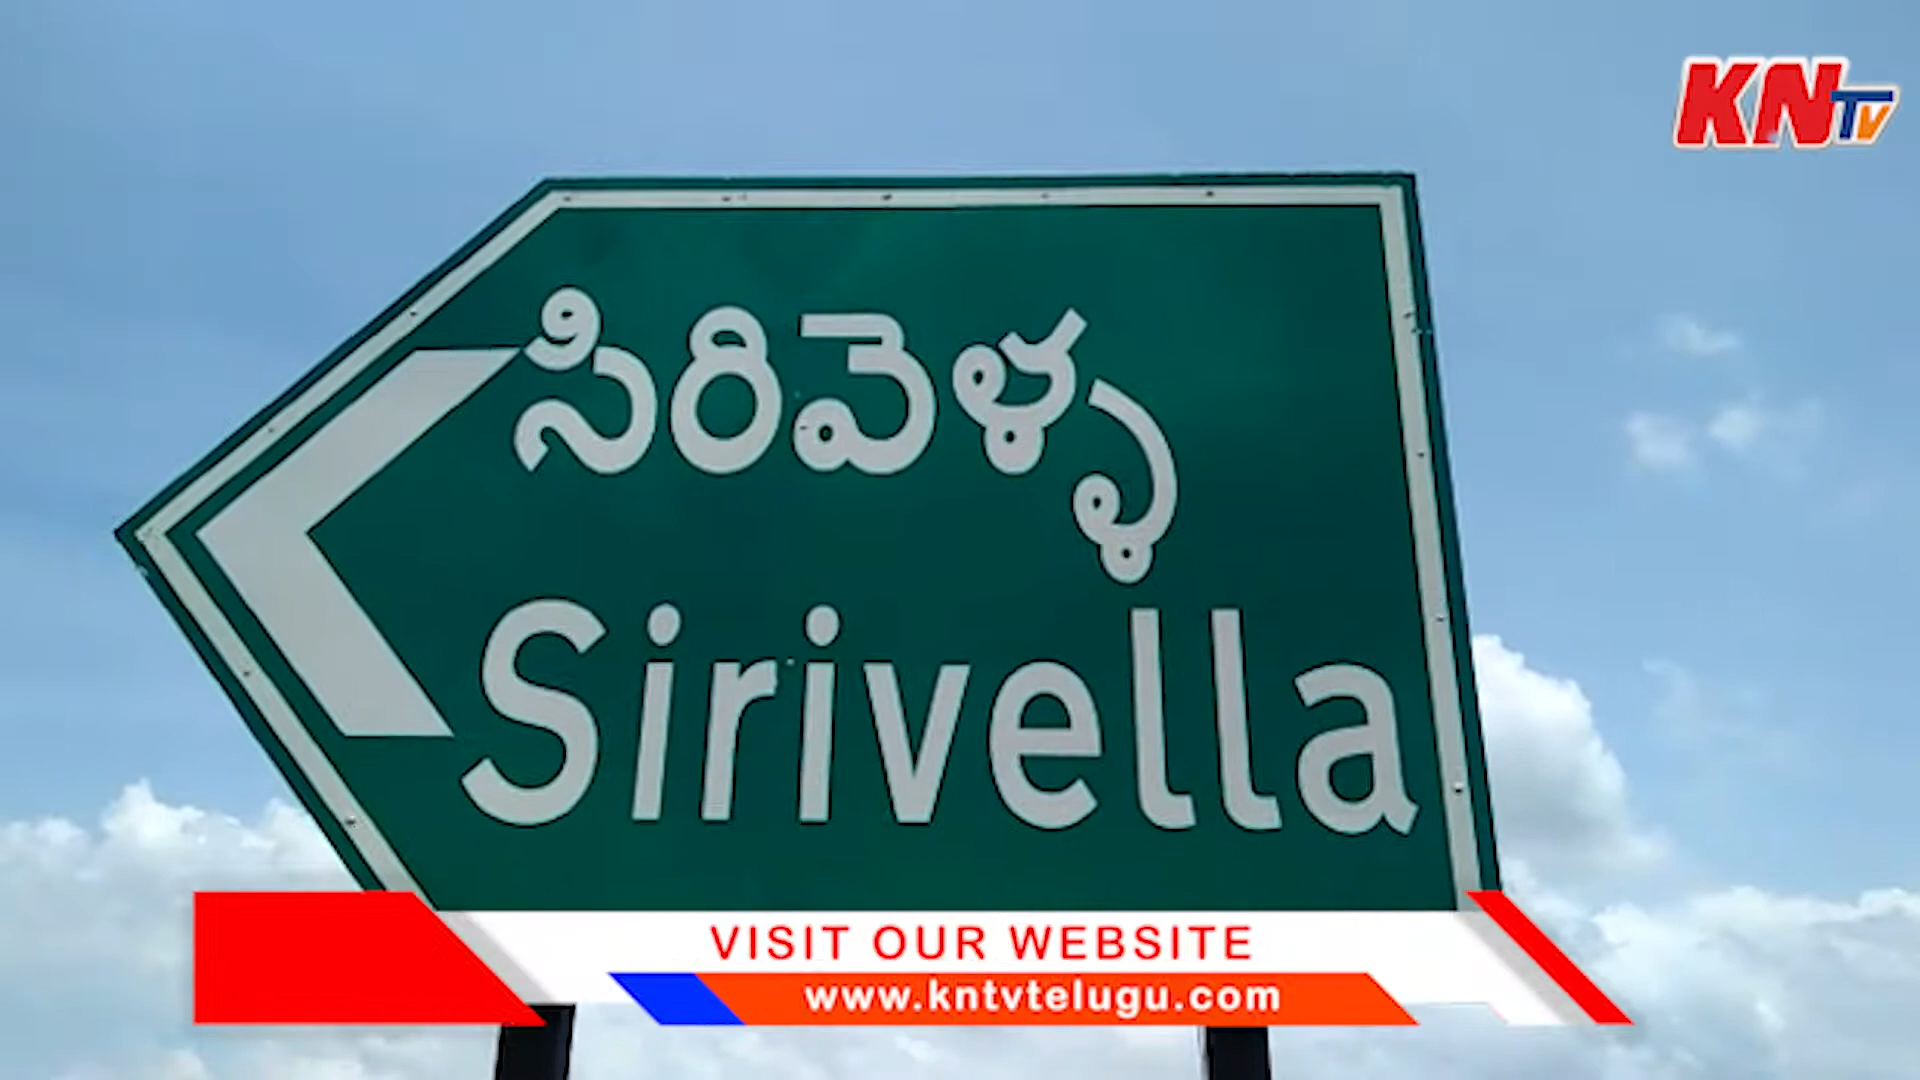 KNTV
సిరివెళ్ళ
Sirivella
VISIT OUR WEBSITE
www.kntvtelugu.com